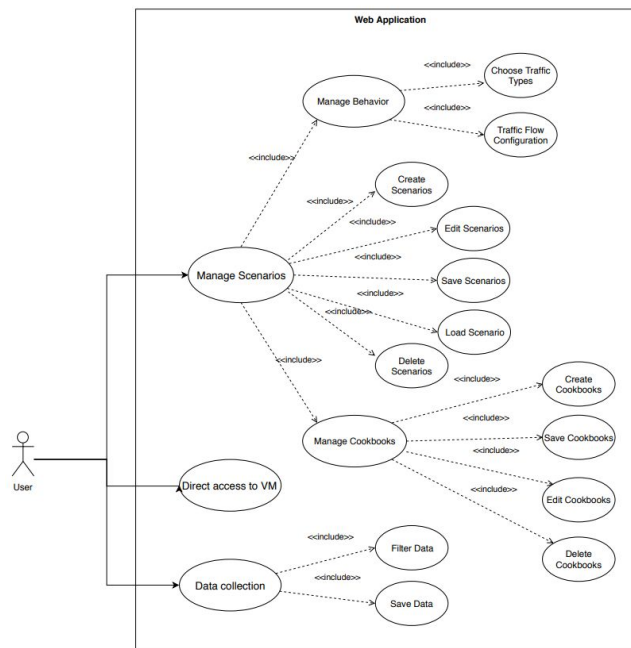 Web Application
<<include>>
Choose Traffic
Types
Manage Behavior
<<include>>
Traffic Flow
Configuration
<<include>>
<<include>>
Create
Scenarios
<<include>>
Edit Scenarios
<<include>>
Manage Scenarios
Save Scenarios
<<include>>
<<include>>
Load Scenario
<<include>>
Delete
Scenarios
<<include>>
Create
Cookbooks
<<include>>
Manage Cookbooks
Save Cookbooks
<<include>>
User
Direct access to VM
<<include>>
Edit Cookbooks
<<include>>
Filter Data
Delete
Cookbooks
<<include>>
Data collection
Save Data